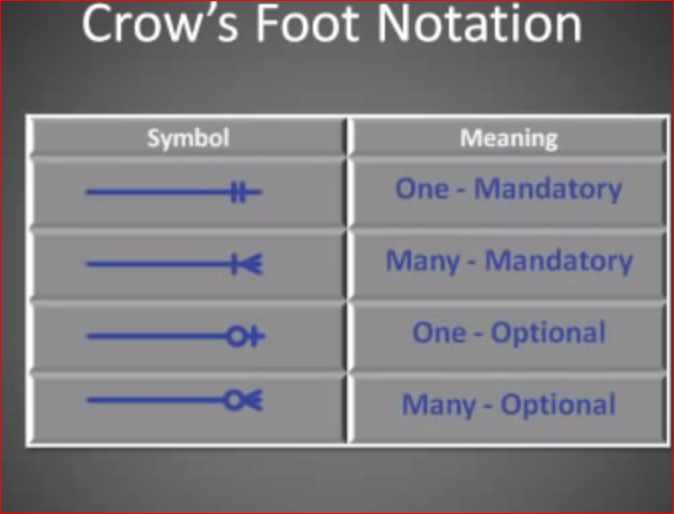 Crow's Foot Notation
Symbol Meaning
One - Mandatory
Many - Mandatory
One - Optional
Many - Optional